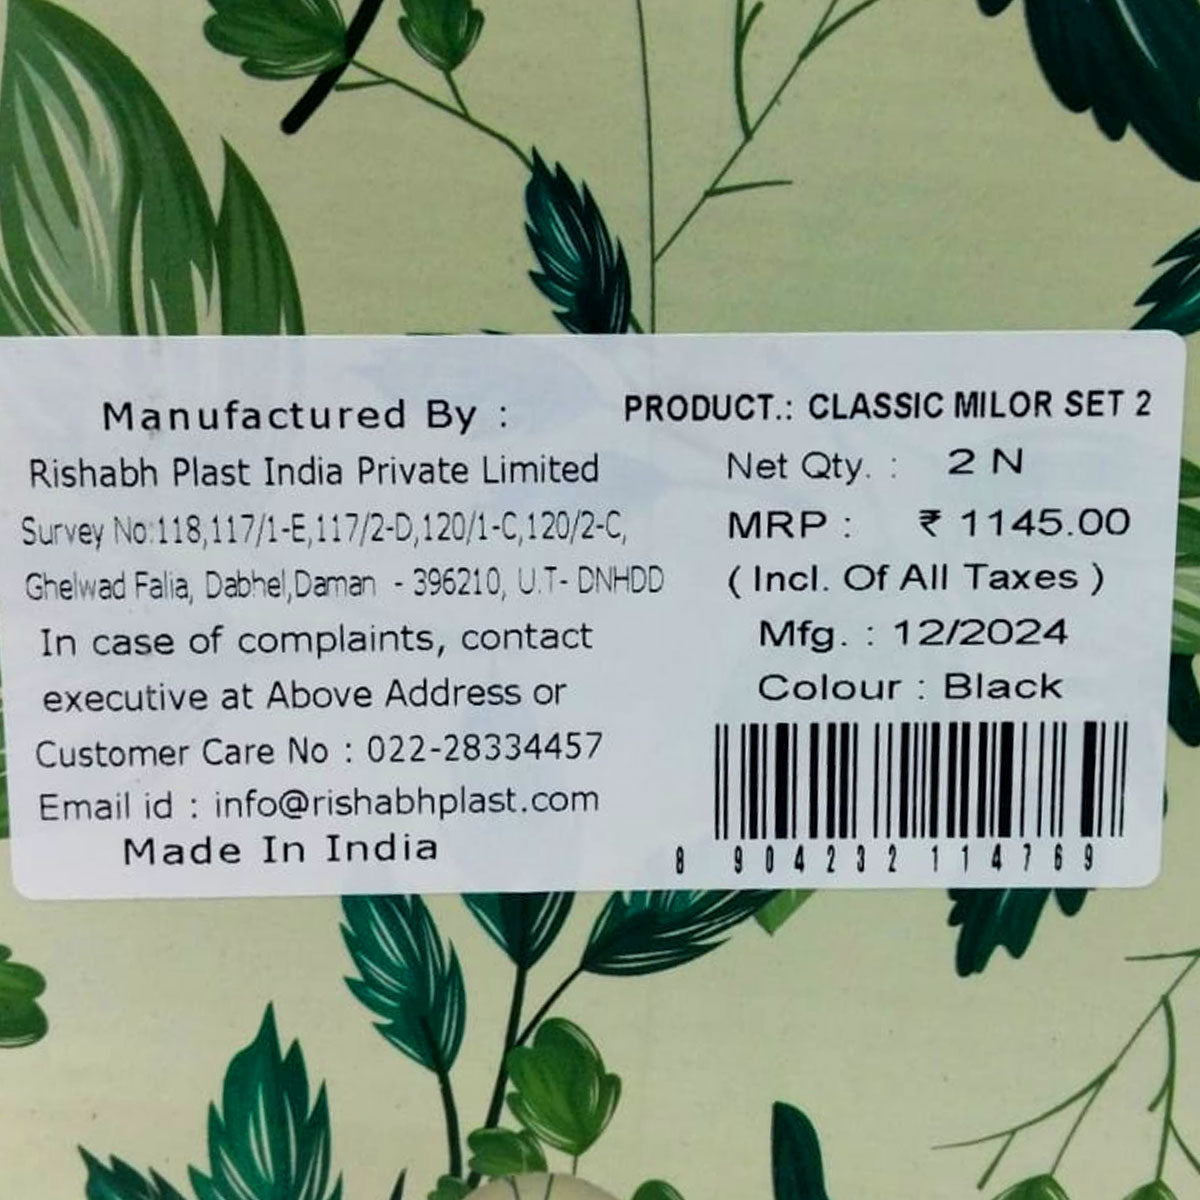 Manufactured By :
Rishabh Plast India Private Limited
Survey No:118,117/1-E,117/2-D,120/1-C,120/2-C,
Ghelwad Falia, Dabhel,Daman - 396210, U.T- DNHDD
In case of complaints, contact
executive at Above Address or
Customer Care No : 022-28334457
Email id : info@rishabhplast.com
Made In India
PRODUCT.: CLASSIC MILOR SET 2
Net Qty. : 2 N
MRP : ₹ 1145.00
( Incl. Of All Taxes )
Mfg. : 12/2024
Colour : Black
8 904232 114769